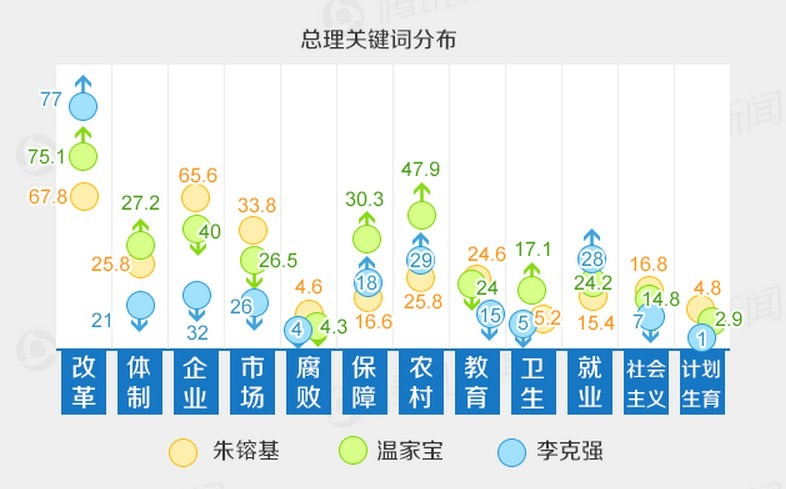 总理关键词分布
77
75.1
67.8
27.2
25.8
21
65.6
40
32
33.8
26.5
26
4.6
4
4.3
30.3
18
16.6
47.9
29
25.8
24.6
24
15
17.1
5
5.2
28
24.2
15.4
16.8
14.8
7
4.8
2.9
1
改革
体制
企业
市场
腐败
保障
农村
教育
卫生
就业
社会
主义
计划
生育
朱镕基
温家宝
李克强
新闻